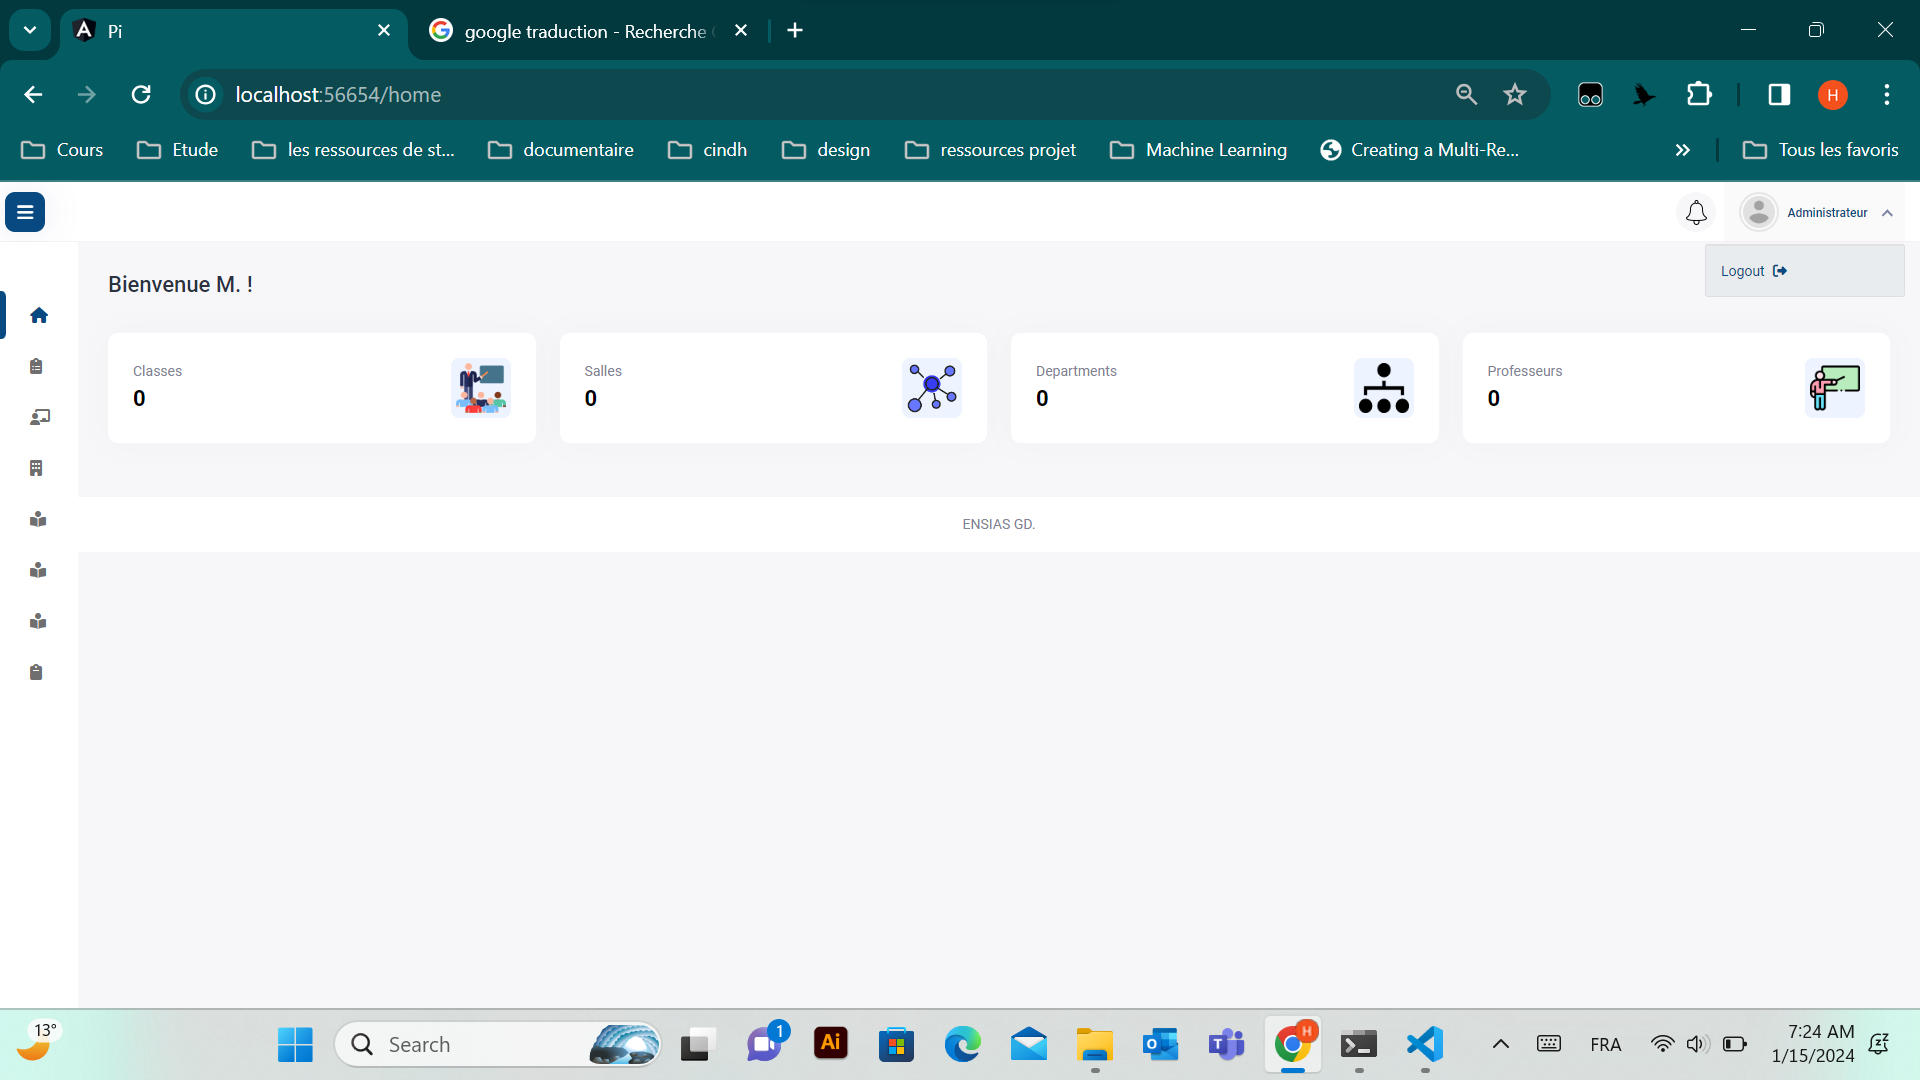 Pi
google traduction - Recherche
localhost:56654/home
H
Cours
Etude
les ressources de st...
documentaire
cindh
design
ressources projet
Machine Learning
Creating a Multi-Re...
Tous les favoris
Administrateur
Logout
Bienvenue M. !
Classes
0
Salles
0
Departments
0
Professeurs
0
ENSIAS GD.
13°
Search
1
Ai
H
FRA
7:24 AM
1/15/2024